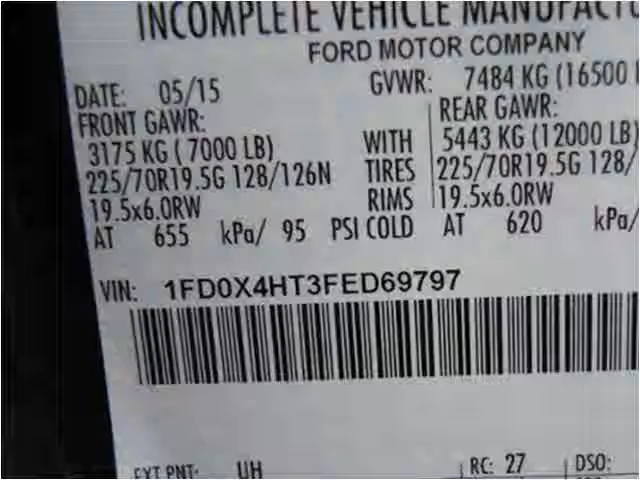 INCOMPLETE VEHICLE
FORD MOTOR COMPANY
DATE: 05/15 GVWR: 7484 KG (16500
FRONT GAWR: REAR GAWR:
3175 KG ( 7000 LB) WITH 5443 KG (12000 LB)
225/70R19.5G 128/126N TIRES 225/70R19.5G 128/
19.5x6.0RW RIMS 19.5x6.0RW
AT 655 kPa/ 95 PSI COLD AT 620 kPa/
VIN: 1FD0X4HT3FED69797
EXT PNT: UH RC: 27 DSO: